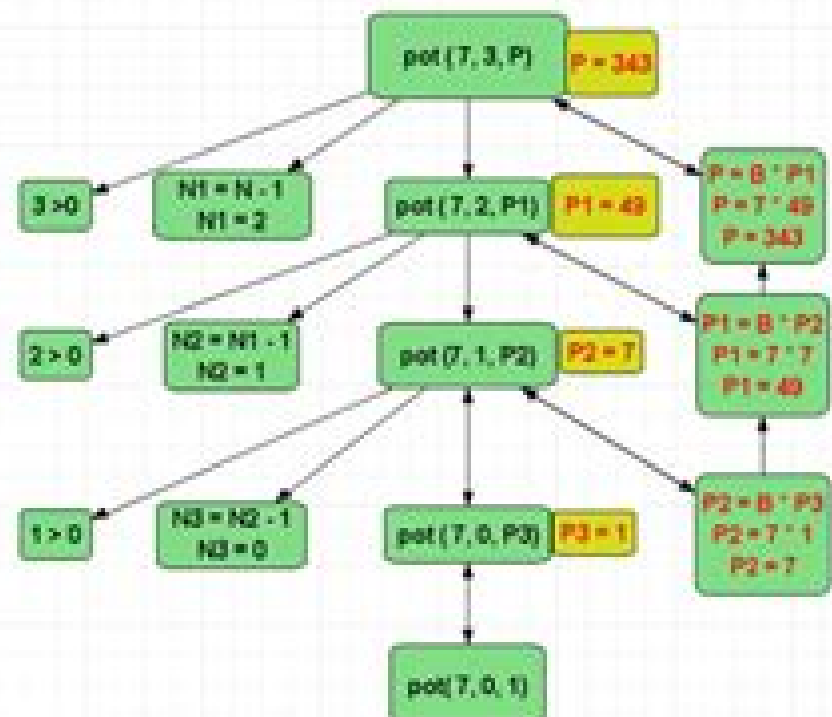 pot(7, 3, P)
P = 343
3 >0
N1 = N - 1
N1 = 2
pot(7, 2, P1)
P1 = 49
P = B * P1
P = 7 * 49
P = 343
2 > 0
N2 = N1 - 1
N2 = 1
pot(7, 1, P2)
P2 = 7
P1 = B * P2
P1 = 7 * 7
P1 = 49
1 > 0
N3 = N2 - 1
N3 = 0
pot(7, 0, P3)
P3 = 1
P2 = B * P3
P2 = 7 * 1
P2 = 7
pot(7, 0, 1)